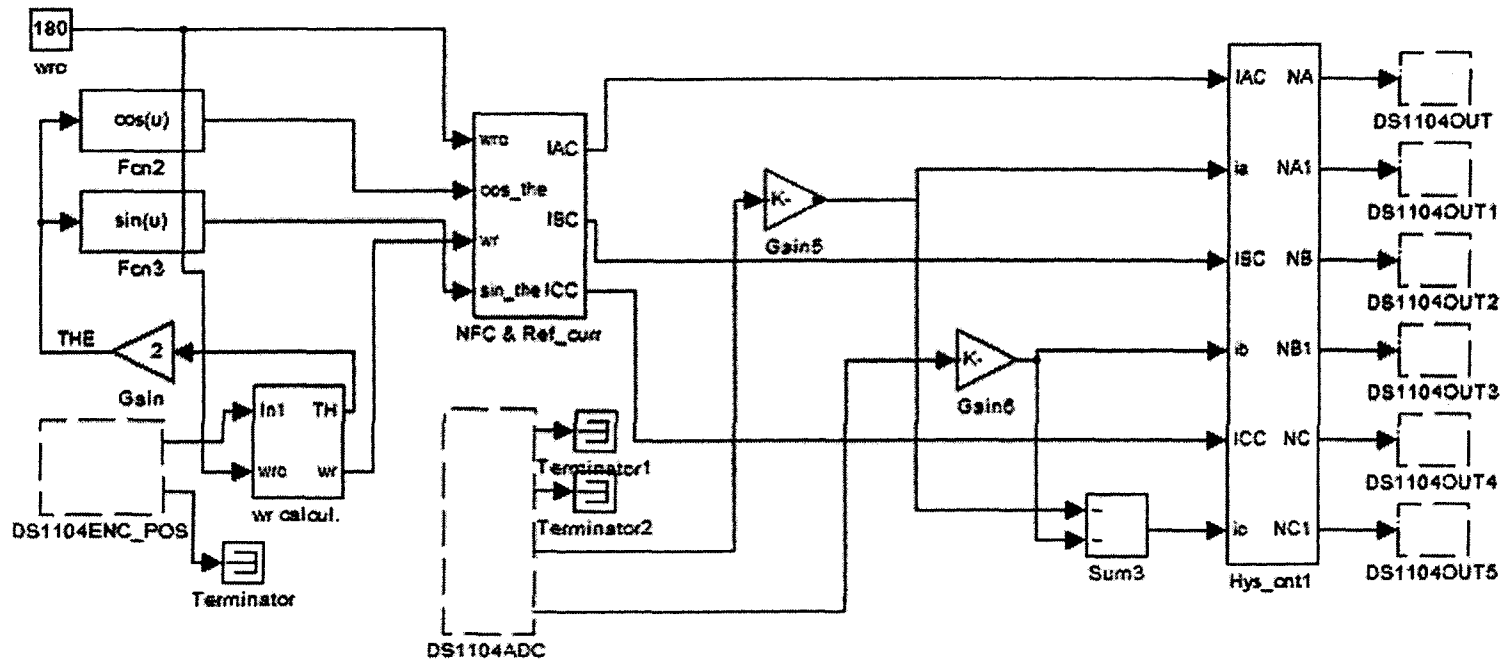 180
wrc
cos(u)
Fcn2
sin(u)
Fcn3
THE
2
Gain
In1 TH
wrc wr
wr calcul.
DS1104ENC_POS
Terminator
wrc
IAC
cos_the
IBC
wr
sin_the ICC
NFC & Ref_curr
K-
Gain5
K-
Gain6
Terminator1
Terminator2
DS1104ADC
-
-
Sum3
IAC NA
ia NA1
IBC NB
ib NB1
ICC NC
ic NC1
Hys_cnt1
DS1104OUT
DS1104OUT1
DS1104OUT2
DS1104OUT3
DS1104OUT4
DS1104OUT5